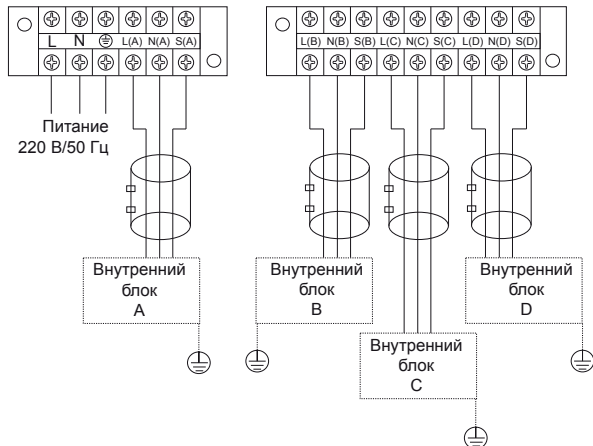 L N L(A) N(A) S(A)
L(B) N(B) S(B) L(C) N(C) S(C) L(D) N(D) S(D)
Питание
220 В/50 Гц
Внутренний
блок
A
Внутренний
блок
B
Внутренний
блок
C
Внутренний
блок
D